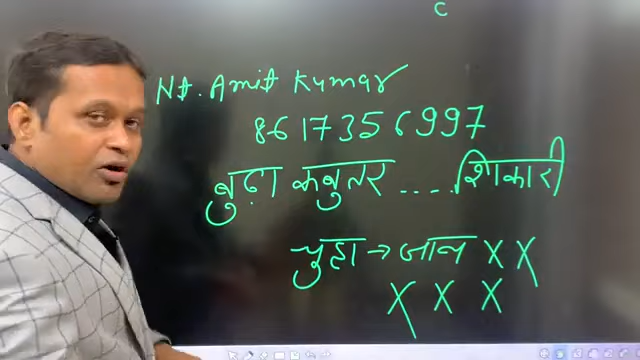 C
Nt. Amit Kumar
8617356997
बुढ़ा कबुतर .... शिकारी
चुहा → जाल X X
X X X